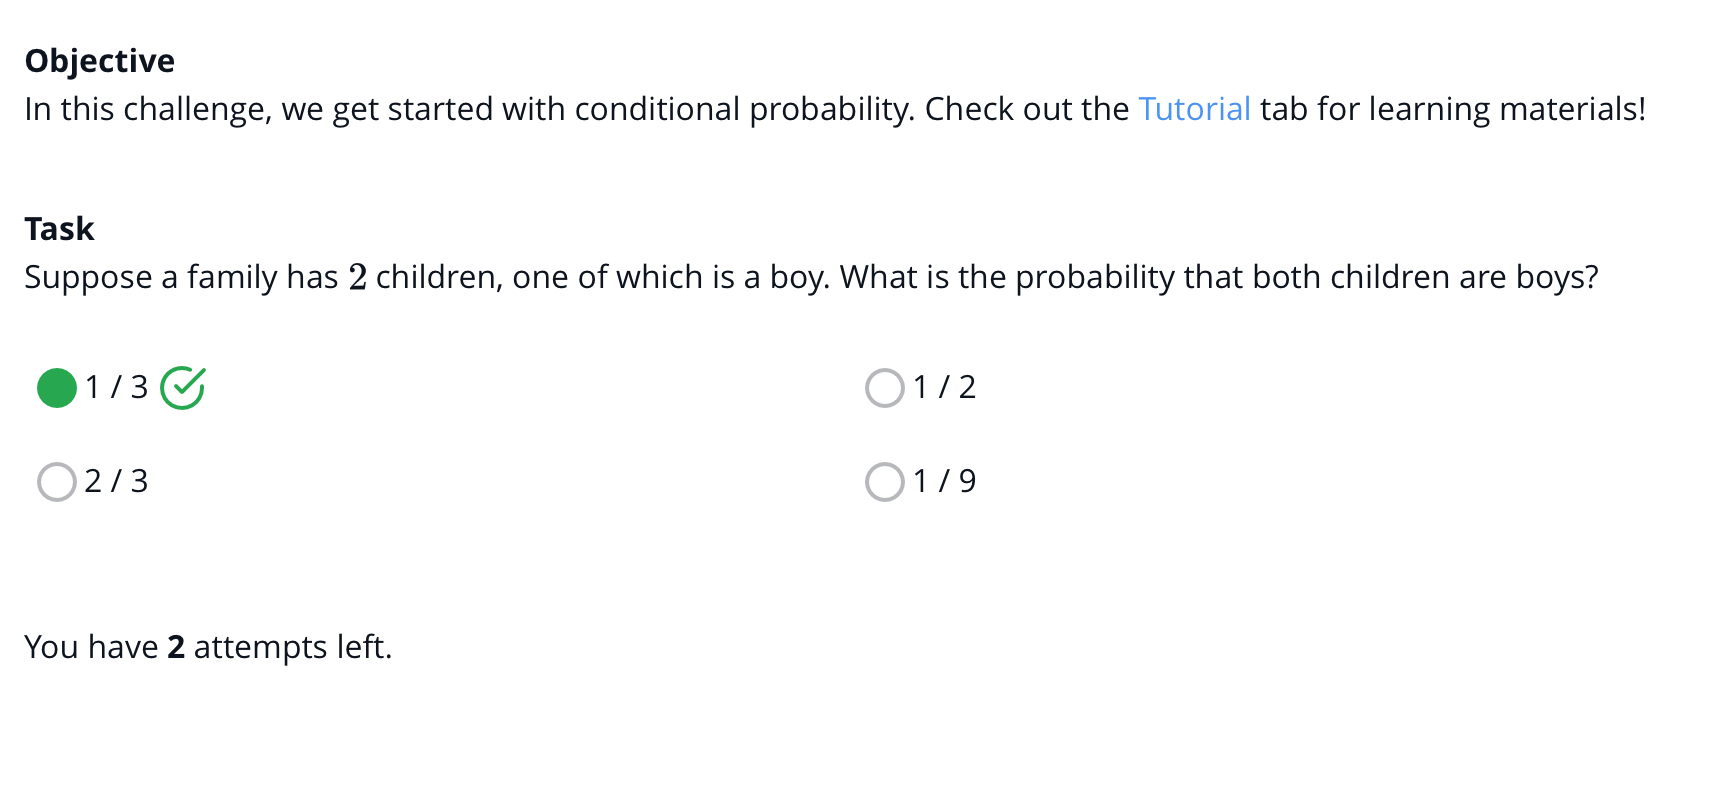 Objective
In this challenge, we get started with conditional probability. Check out the Tutorial tab for learning materials!
Task
Suppose a family has 2 children, one of which is a boy. What is the probability that both children are boys?
1 / 3
1 / 2
2 / 3
1 / 9
You have 2 attempts left.